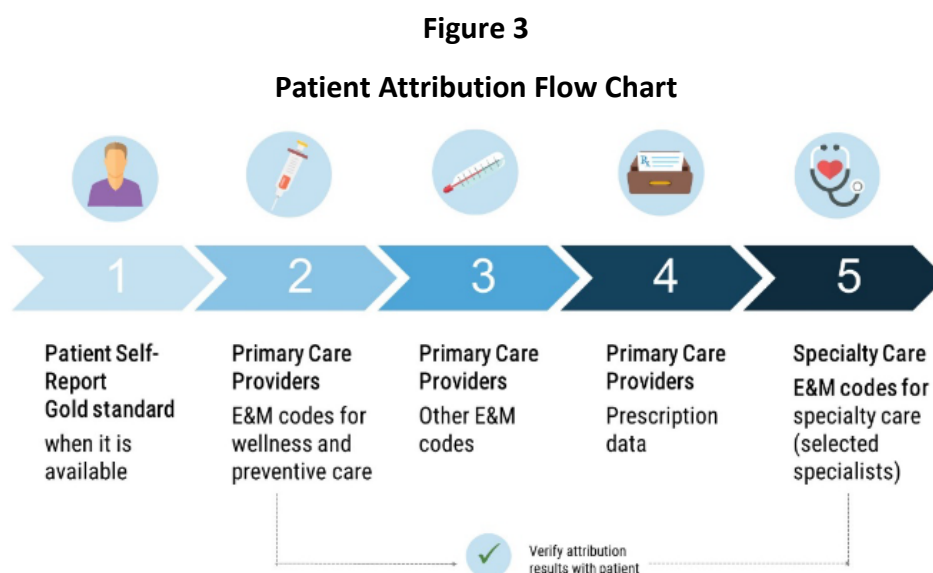 Figure 3
Patient Attribution Flow Chart
Rx
1
2
3
4
5
Patient Self-
Report
Gold standard
when it is
available
Primary Care
Providers
E&M codes for
wellness and
preventive care
Primary Care
Providers
Other E&M
codes
Primary Care
Providers
Prescription
data
Specialty Care
E&M codes for
specialty care
(selected
specialists)
Verify attribution
results with patient